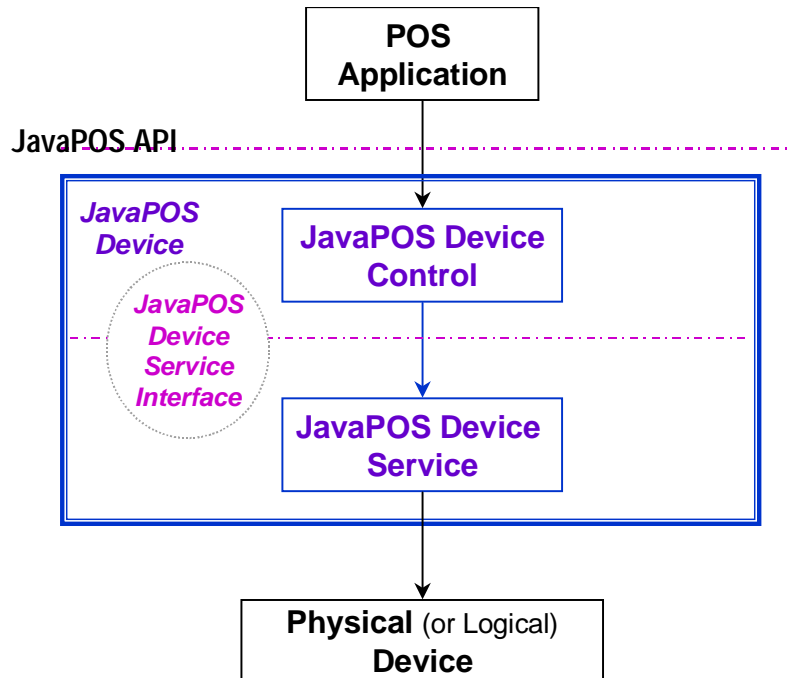 POS
Application
JavaPOS API
JavaPOS
Device
JavaPOS Device
Control
JavaPOS
Device
Service
Interface
JavaPOS Device
Service
Physical (or Logical)
Device